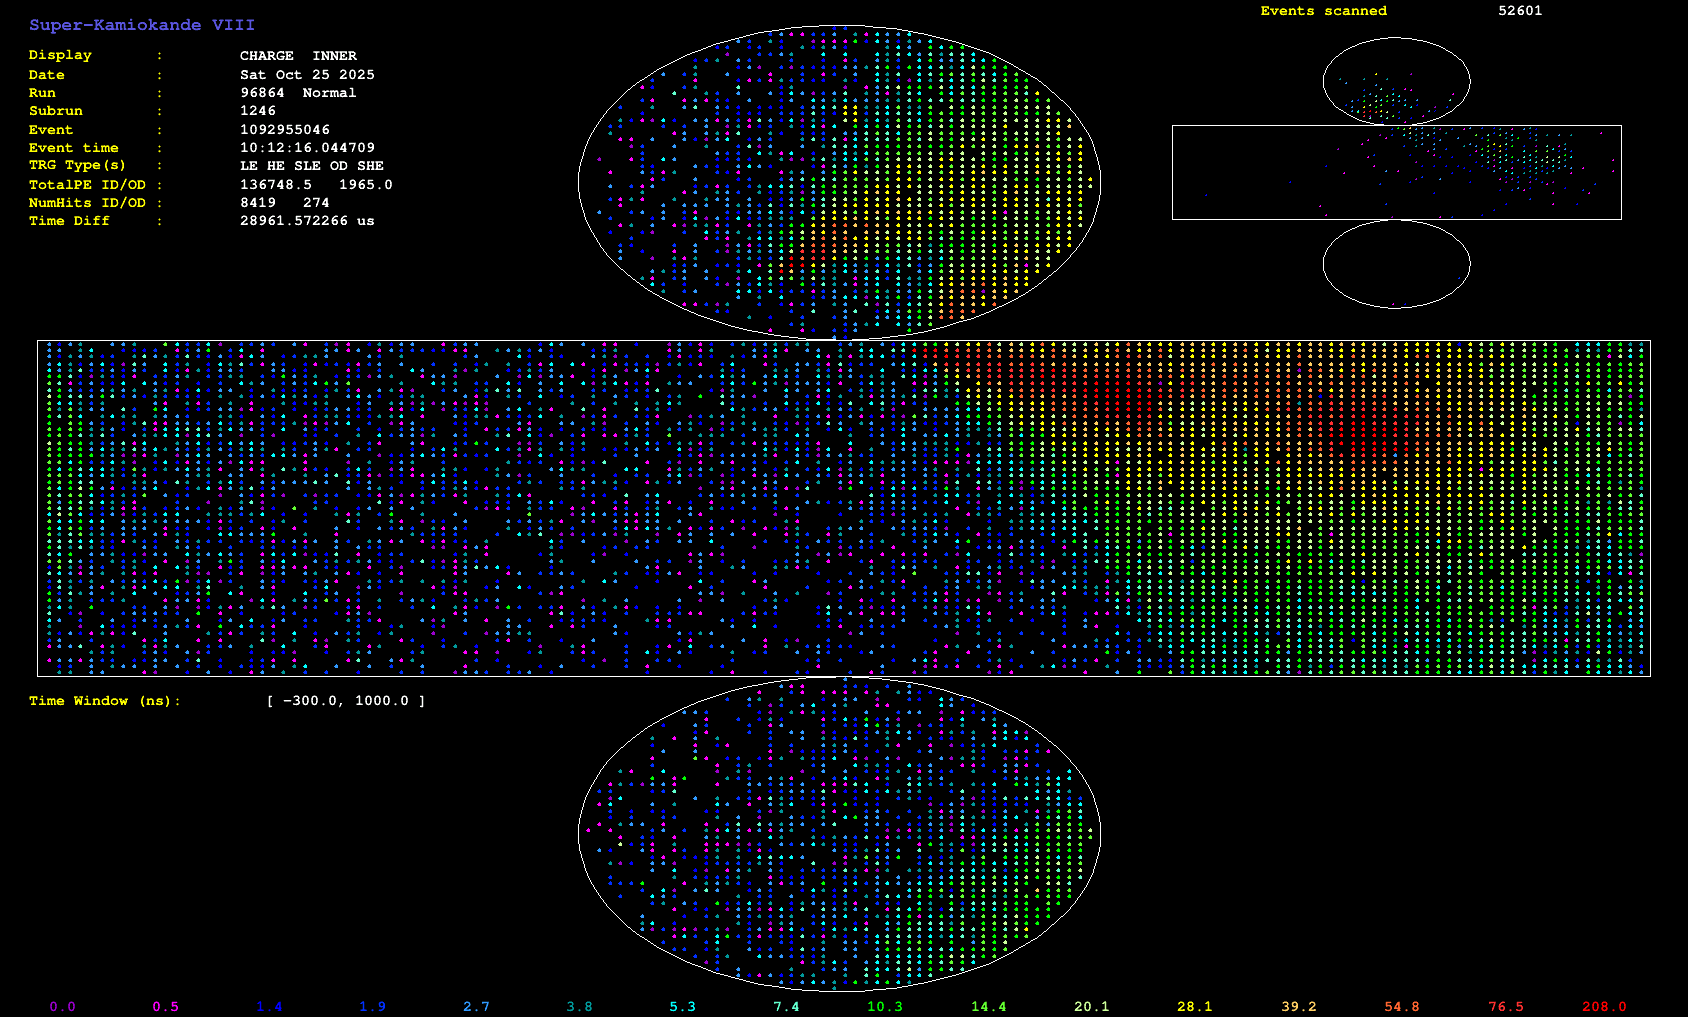 Super-Kamiokande VIII
Display : CHARGE INNER
Date : Sat Oct 25 2025
Run : 96864 Normal
Subrun : 1246
Event : 1092955046
Event time : 10:12:16.044709
TRG Type(s) : LE HE SLE OD SHE
TotalPE ID/OD : 136748.5 1965.0
NumHits ID/OD : 8419 274
Time Diff : 28961.572266 us
Events scanned 52601
Time Window (ns): [ -300.0, 1000.0 ]
0.0 0.5 1.4 1.9 2.7 3.8 5.3 7.4 10.3 14.4 20.1 28.1 39.2 54.8 76.5 208.0